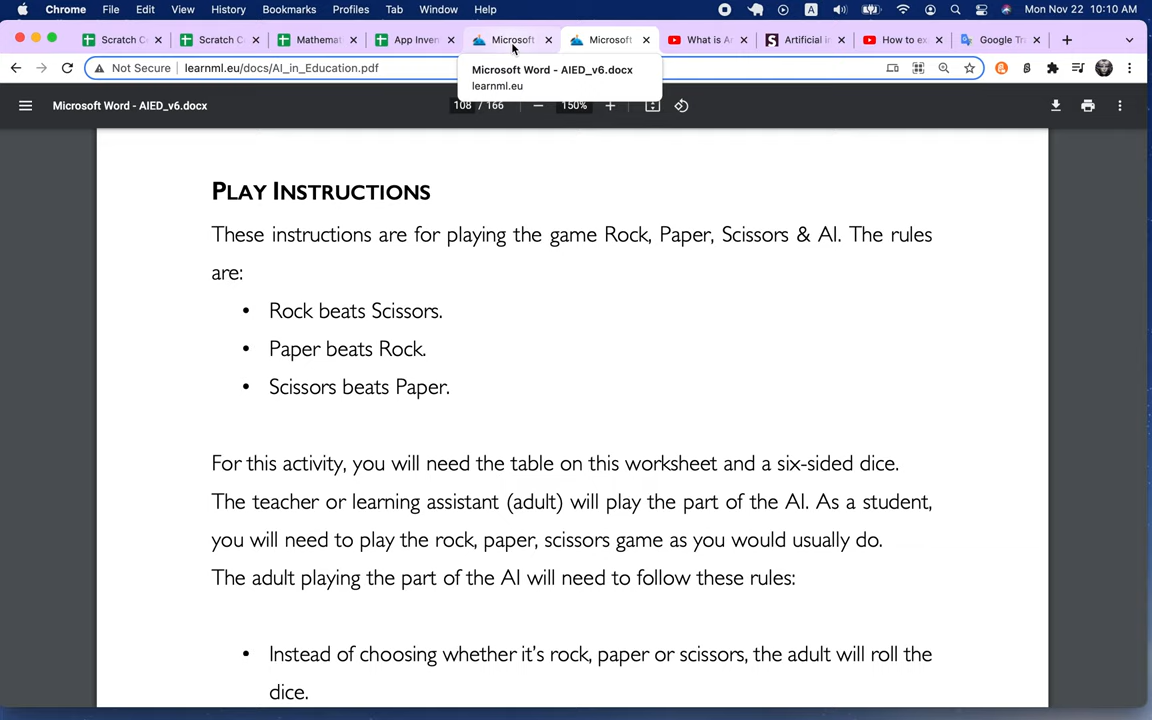 Chrome File Edit View History Bookmarks Profiles Tab Window Help A Mon Nov 22 10:10 AM
Scratch C Scratch C Mathemat App Inven Microsoft Microsoft What is A Artificial in How to ex Google Tr
Not Secure learnml.eu/docs/AI_in_Education.pdf
Microsoft Word - AIED_v6.docx
learnml.eu
Microsoft Word - AIED_v6.docx 108 / 166 150%
PLAY INSTRUCTIONS
These instructions are for playing the game Rock, Paper, Scissors & AI. The rules
are:
• Rock beats Scissors.
• Paper beats Rock.
• Scissors beats Paper.
For this activity, you will need the table on this worksheet and a six-sided dice.
The teacher or learning assistant (adult) will play the part of the AI. As a student,
you will need to play the rock, paper, scissors game as you would usually do.
The adult playing the part of the AI will need to follow these rules:
• Instead of choosing whether it's rock, paper or scissors, the adult will roll the
dice.